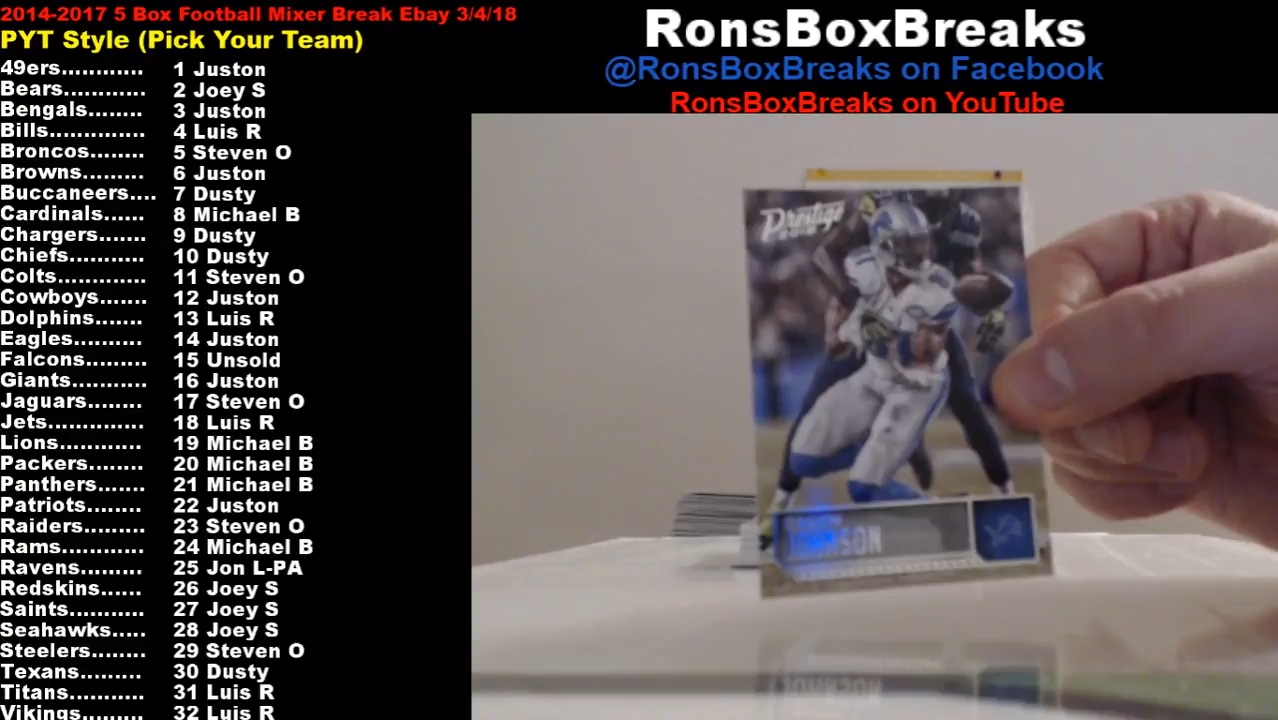 2014-2017 5 Box Football Mixer Break Ebay 3/4/18
PYT Style (Pick Your Team)
49ers............ 1 Juston
Bears............ 2 Joey S
Bengals........ 3 Juston
Bills.............. 4 Luis R
Broncos........ 5 Steven O
Browns......... 6 Juston
Buccaneers.... 7 Dusty
Cardinals...... 8 Michael B
Chargers....... 9 Dusty
Chiefs........... 10 Dusty
Colts............. 11 Steven O
Cowboys....... 12 Juston
Dolphins....... 13 Luis R
Eagles.......... 14 Juston
Falcons......... 15 Unsold
Giants........... 16 Juston
Jaguars........ 17 Steven O
Jets.............. 18 Luis R
Lions............ 19 Michael B
Packers........ 20 Michael B
Panthers....... 21 Michael B
Patriots........ 22 Juston
Raiders......... 23 Steven O
Rams............ 24 Michael B
Ravens......... 25 Jon L-PA
Redskins...... 26 Joey S
Saints........... 27 Joey S
Seahawks..... 28 Joey S
Steelers........ 29 Steven O
Texans......... 30 Dusty
Titans........... 31 Luis R
Vikings......... 32 Luis R
RonsBoxBreaks
@RonsBoxBreaks on Facebook
RonsBoxBreaks on YouTube
Prestige
JOHNSON